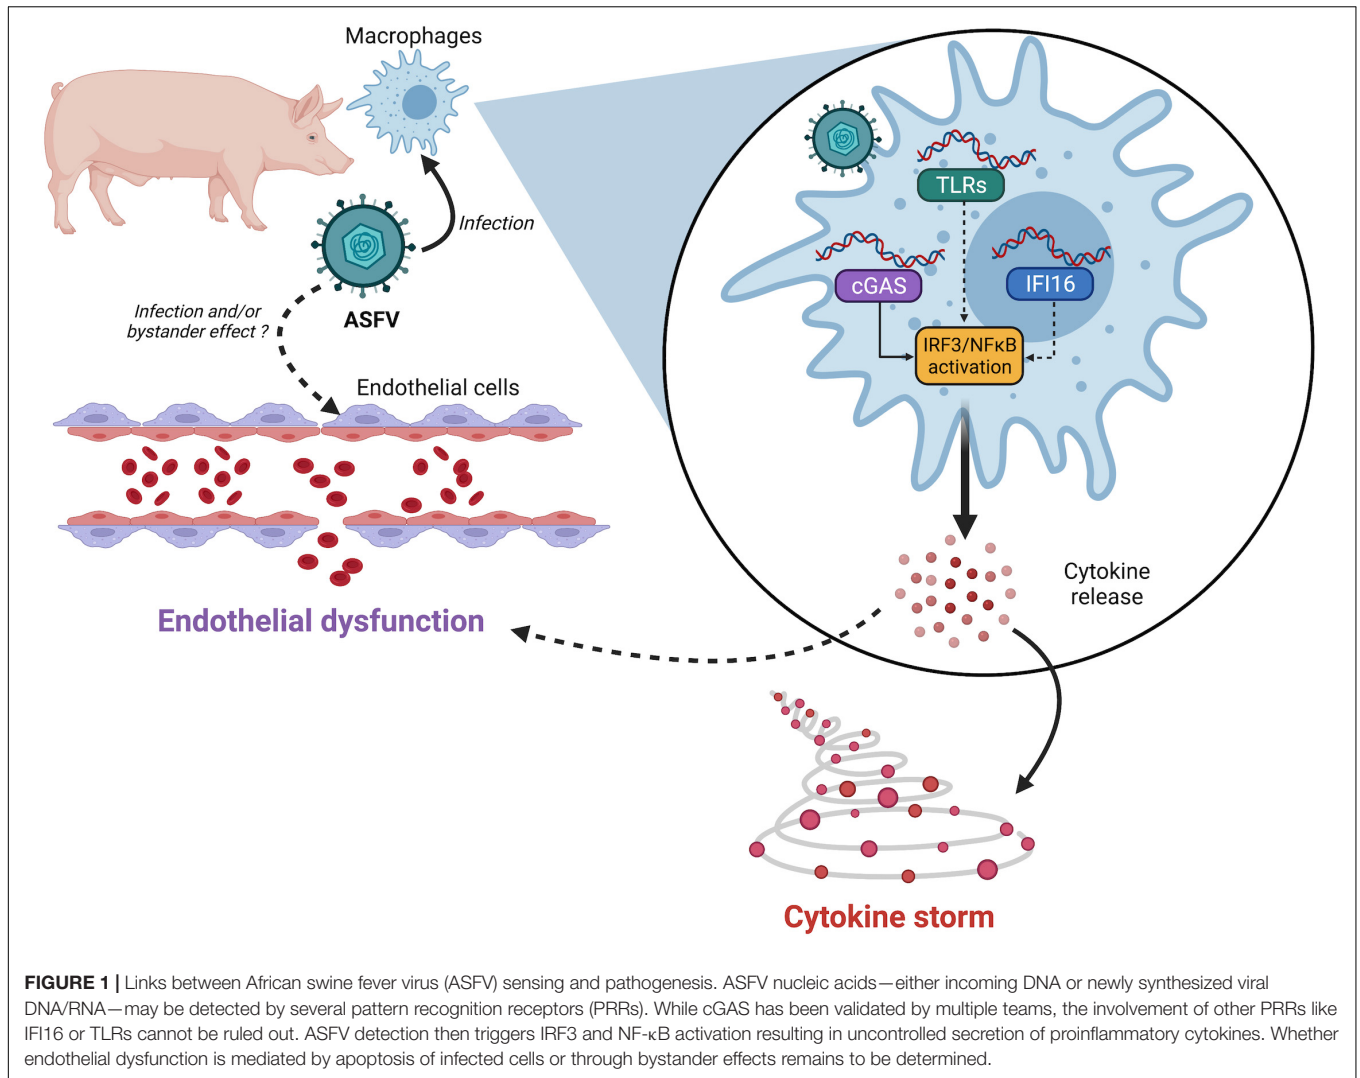 Macrophages
Infection
ASFV
Infection and/or
bystander effect ?
Endothelial cells
Endothelial dysfunction
TLRs
cGAS
IFI16
IRF3/NFκB
activation
Cytokine
release
Cytokine storm
FIGURE 1 | Links between African swine fever virus (ASFV) sensing and pathogenesis. ASFV nucleic acids—either incoming DNA or newly synthesized viral
DNA/RNA—may be detected by several pattern recognition receptors (PRRs). While cGAS has been validated by multiple teams, the involvement of other PRRs like
IFI16 or TLRs cannot be ruled out. ASFV detection then triggers IRF3 and NF-κB activation resulting in uncontrolled secretion of proinflammatory cytokines. Whether
endothelial dysfunction is mediated by apoptosis of infected cells or through bystander effects remains to be determined.